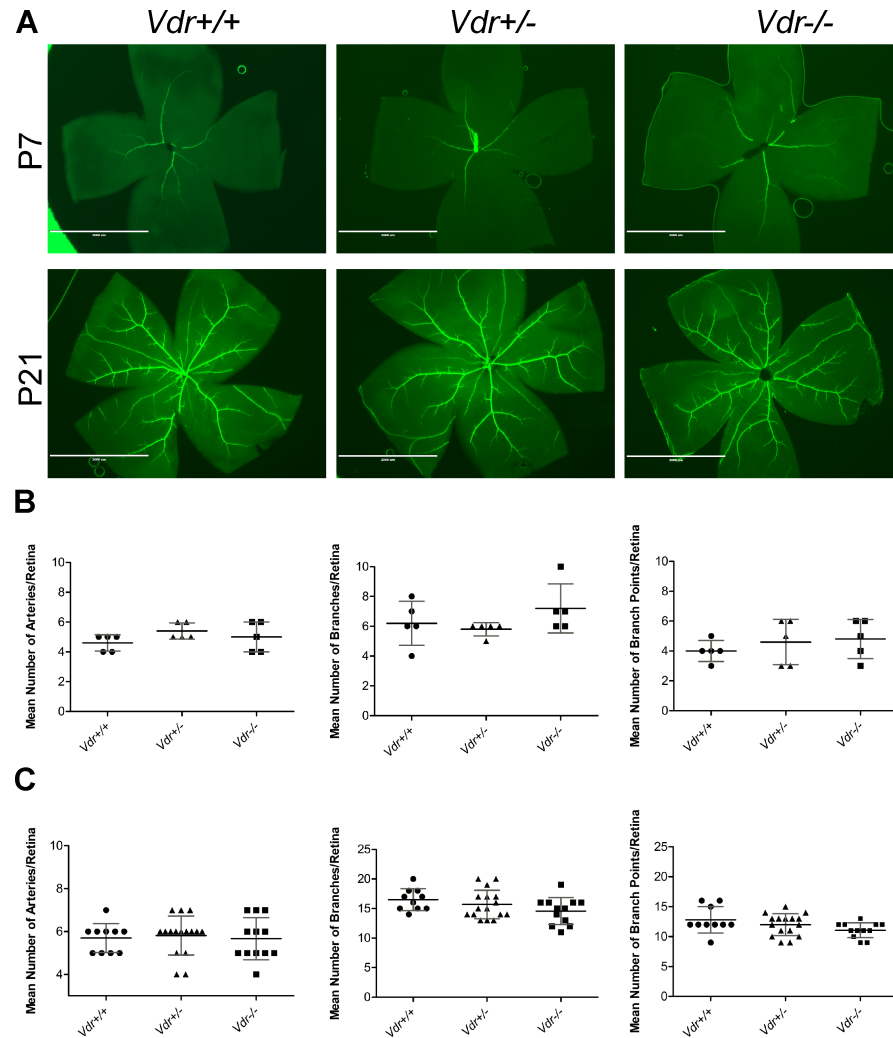 A Vdr+/+ Vdr+/- Vdr-/-
P7
P21
B
Mean Number of Arteries/Retina
10
8
6
4
2
0
Vdr+/+ Vdr+/- Vdr-/-
Mean Number of Branches/Retina
10
8
6
4
2
0
Vdr+/+ Vdr+/- Vdr-/-
Mean Number of Branch Points/Retina
10
8
6
4
2
0
Vdr+/+ Vdr+/- Vdr-/-
C
Mean Number of Arteries/Retina
10
8
6
4
Vdr+/+ Vdr+/- Vdr-/-
Mean Number of Branches/Retina
25
20
15
10
5
0
Vdr+/+ Vdr+/- Vdr-/-
Mean Number of Branch Points/Retina
25
20
15
10
5
0
Vdr+/+ Vdr+/- Vdr-/-